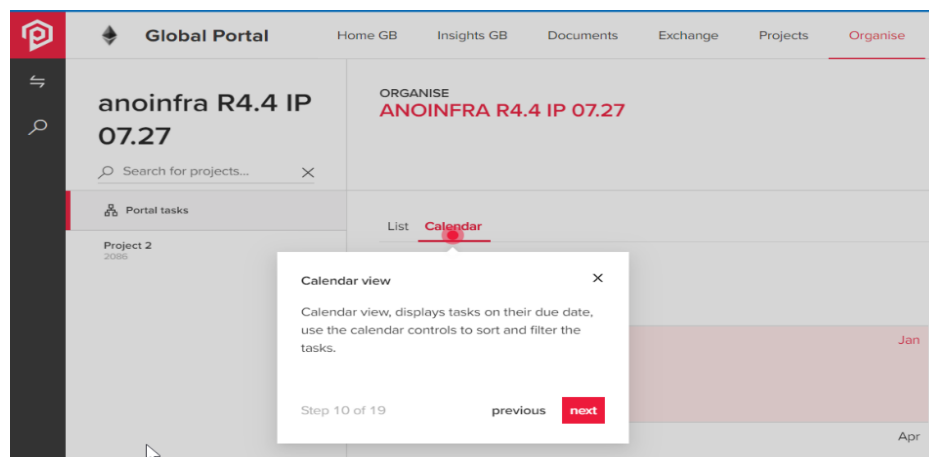 Global Portal
Home GB Insights GB Documents Exchange Projects Organise
anoinfra R4.4 IP
07.27
Search for projects...
Portal tasks
Project 2
2086
ORGANISE
ANOINFRA R4.4 IP 07.27
List Calendar
Calendar view
Calendar view, displays tasks on their due date,
use the calendar controls to sort and filter the
tasks.
Step 10 of 19 previous next
Jan
Apr